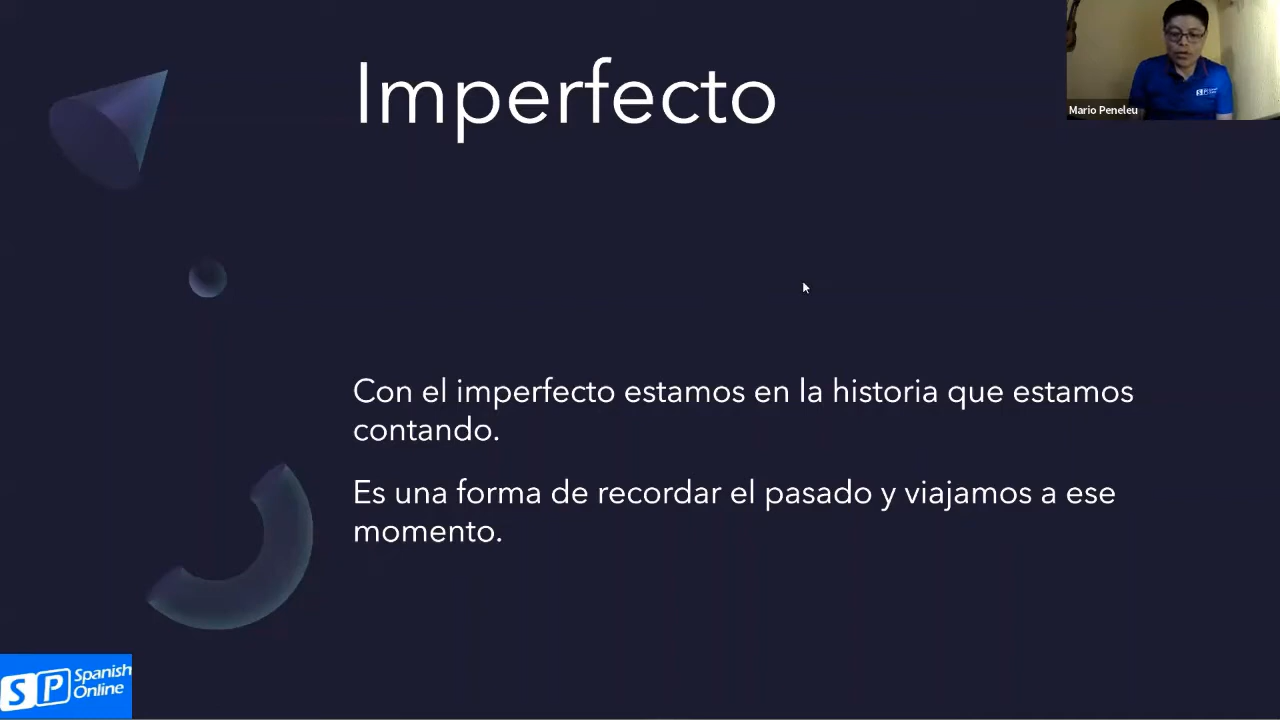 Imperfecto
Mario Peneleu
Con el imperfecto estamos en la historia que estamos
contando.
Es una forma de recordar el pasado y viajamos a ese
momento.
SP Spanish
Online